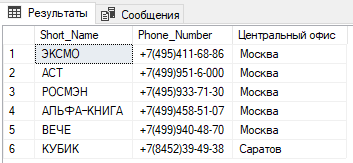 Результаты Сообщения
Short_Name Phone_Number Центральный офис
1 ЭКСМО +7(495)411-68-86 Москва
2 АСТ +7(499)951-6-000 Москва
3 РОСМЭН +7(495)933-71-30 Москва
4 АЛЬФА-КНИГА +7(499)458-51-07 Москва
5 ВЕЧЕ +7(499)940-48-70 Москва
6 КУБИК +7(8452)39-49-38 Саратов